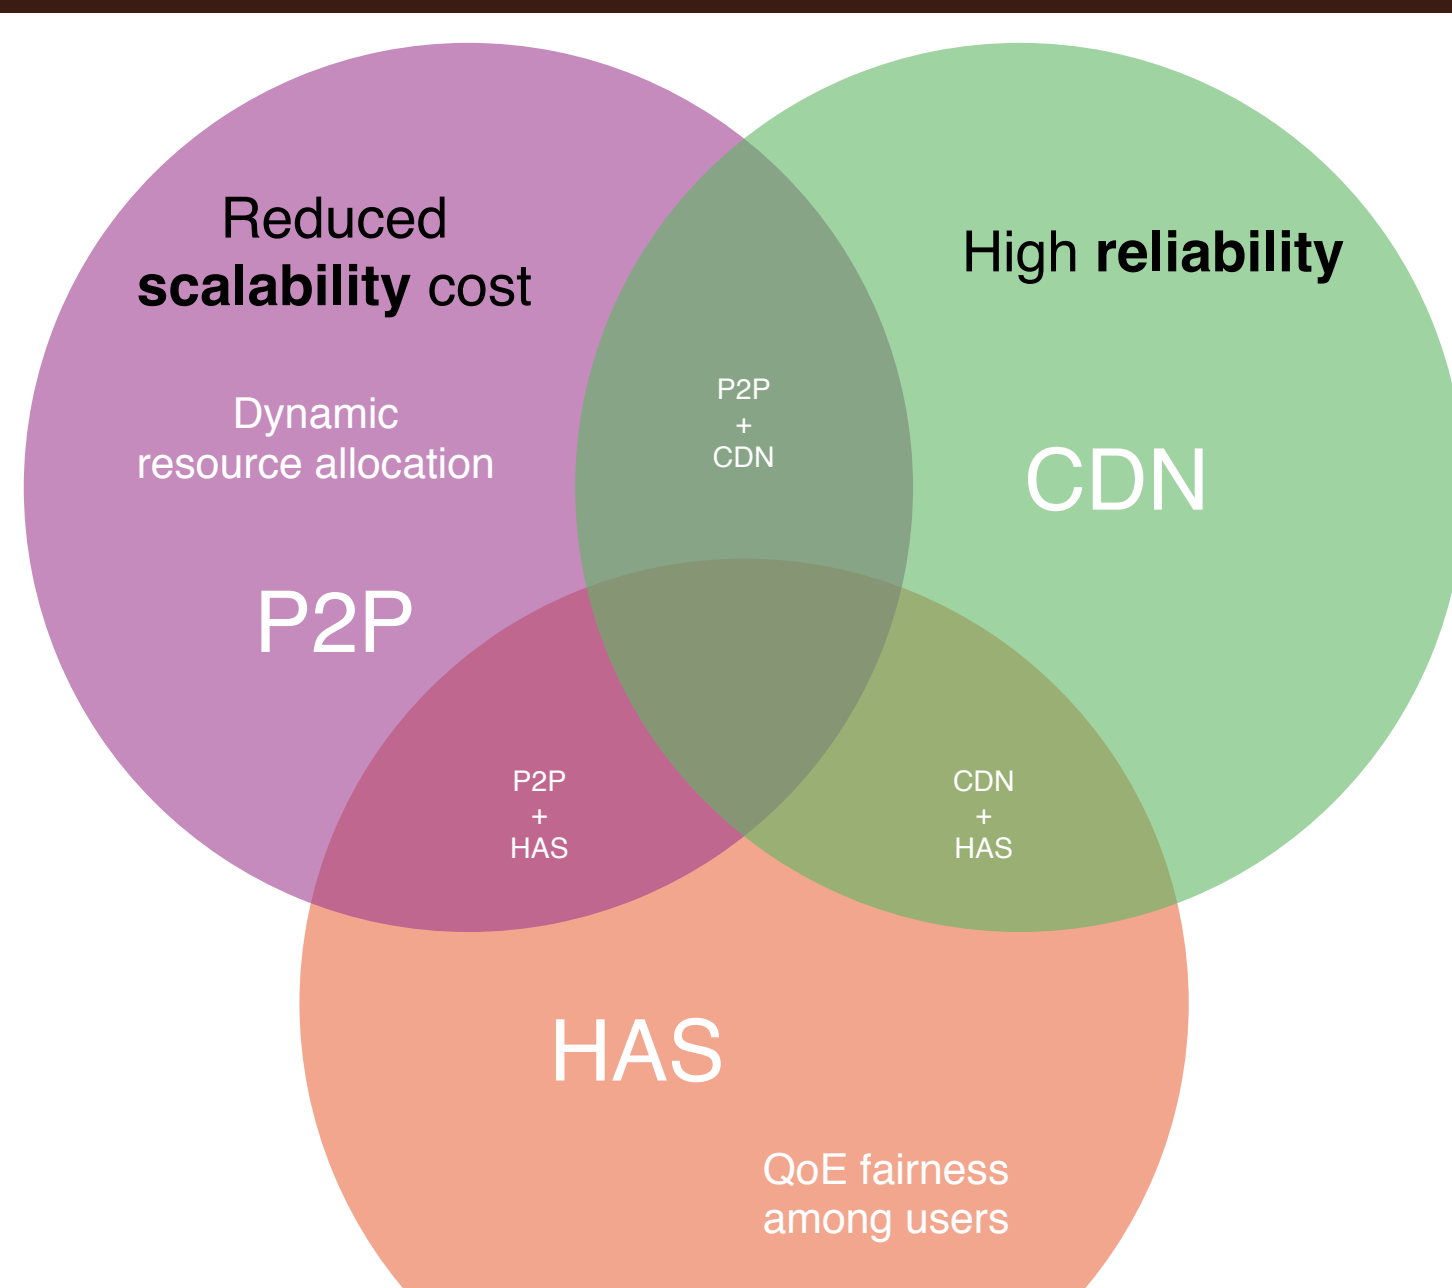 Reduced
scalability cost
High reliability
Dynamic
resource allocation
P2P
+
CDN
CDN
P2P
P2P
+
HAS
CDN
+
HAS
HAS
QoE fairness
among users